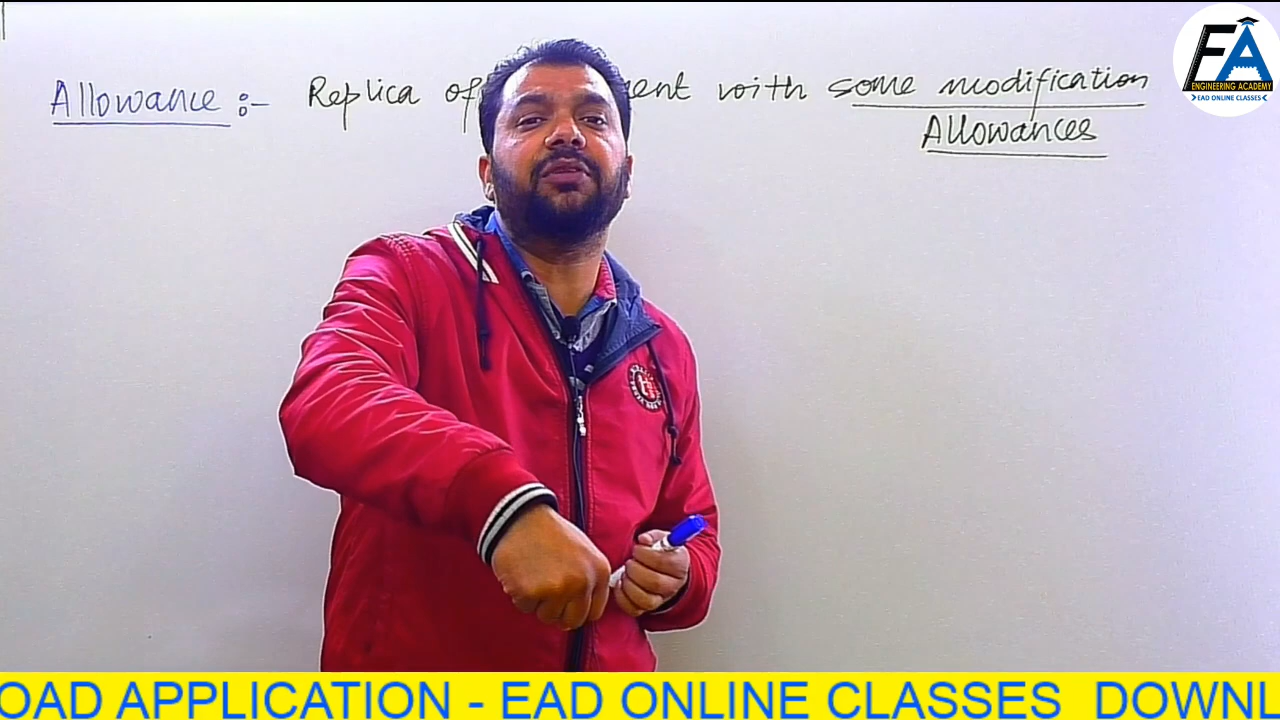 Allowance :- Replica of ent with some modification
Allowances
EA
ENGINEERING ACADEMY
EAD ONLINE CLASSES
OAD APPLICATION - EAD ONLINE CLASSES DOWNL